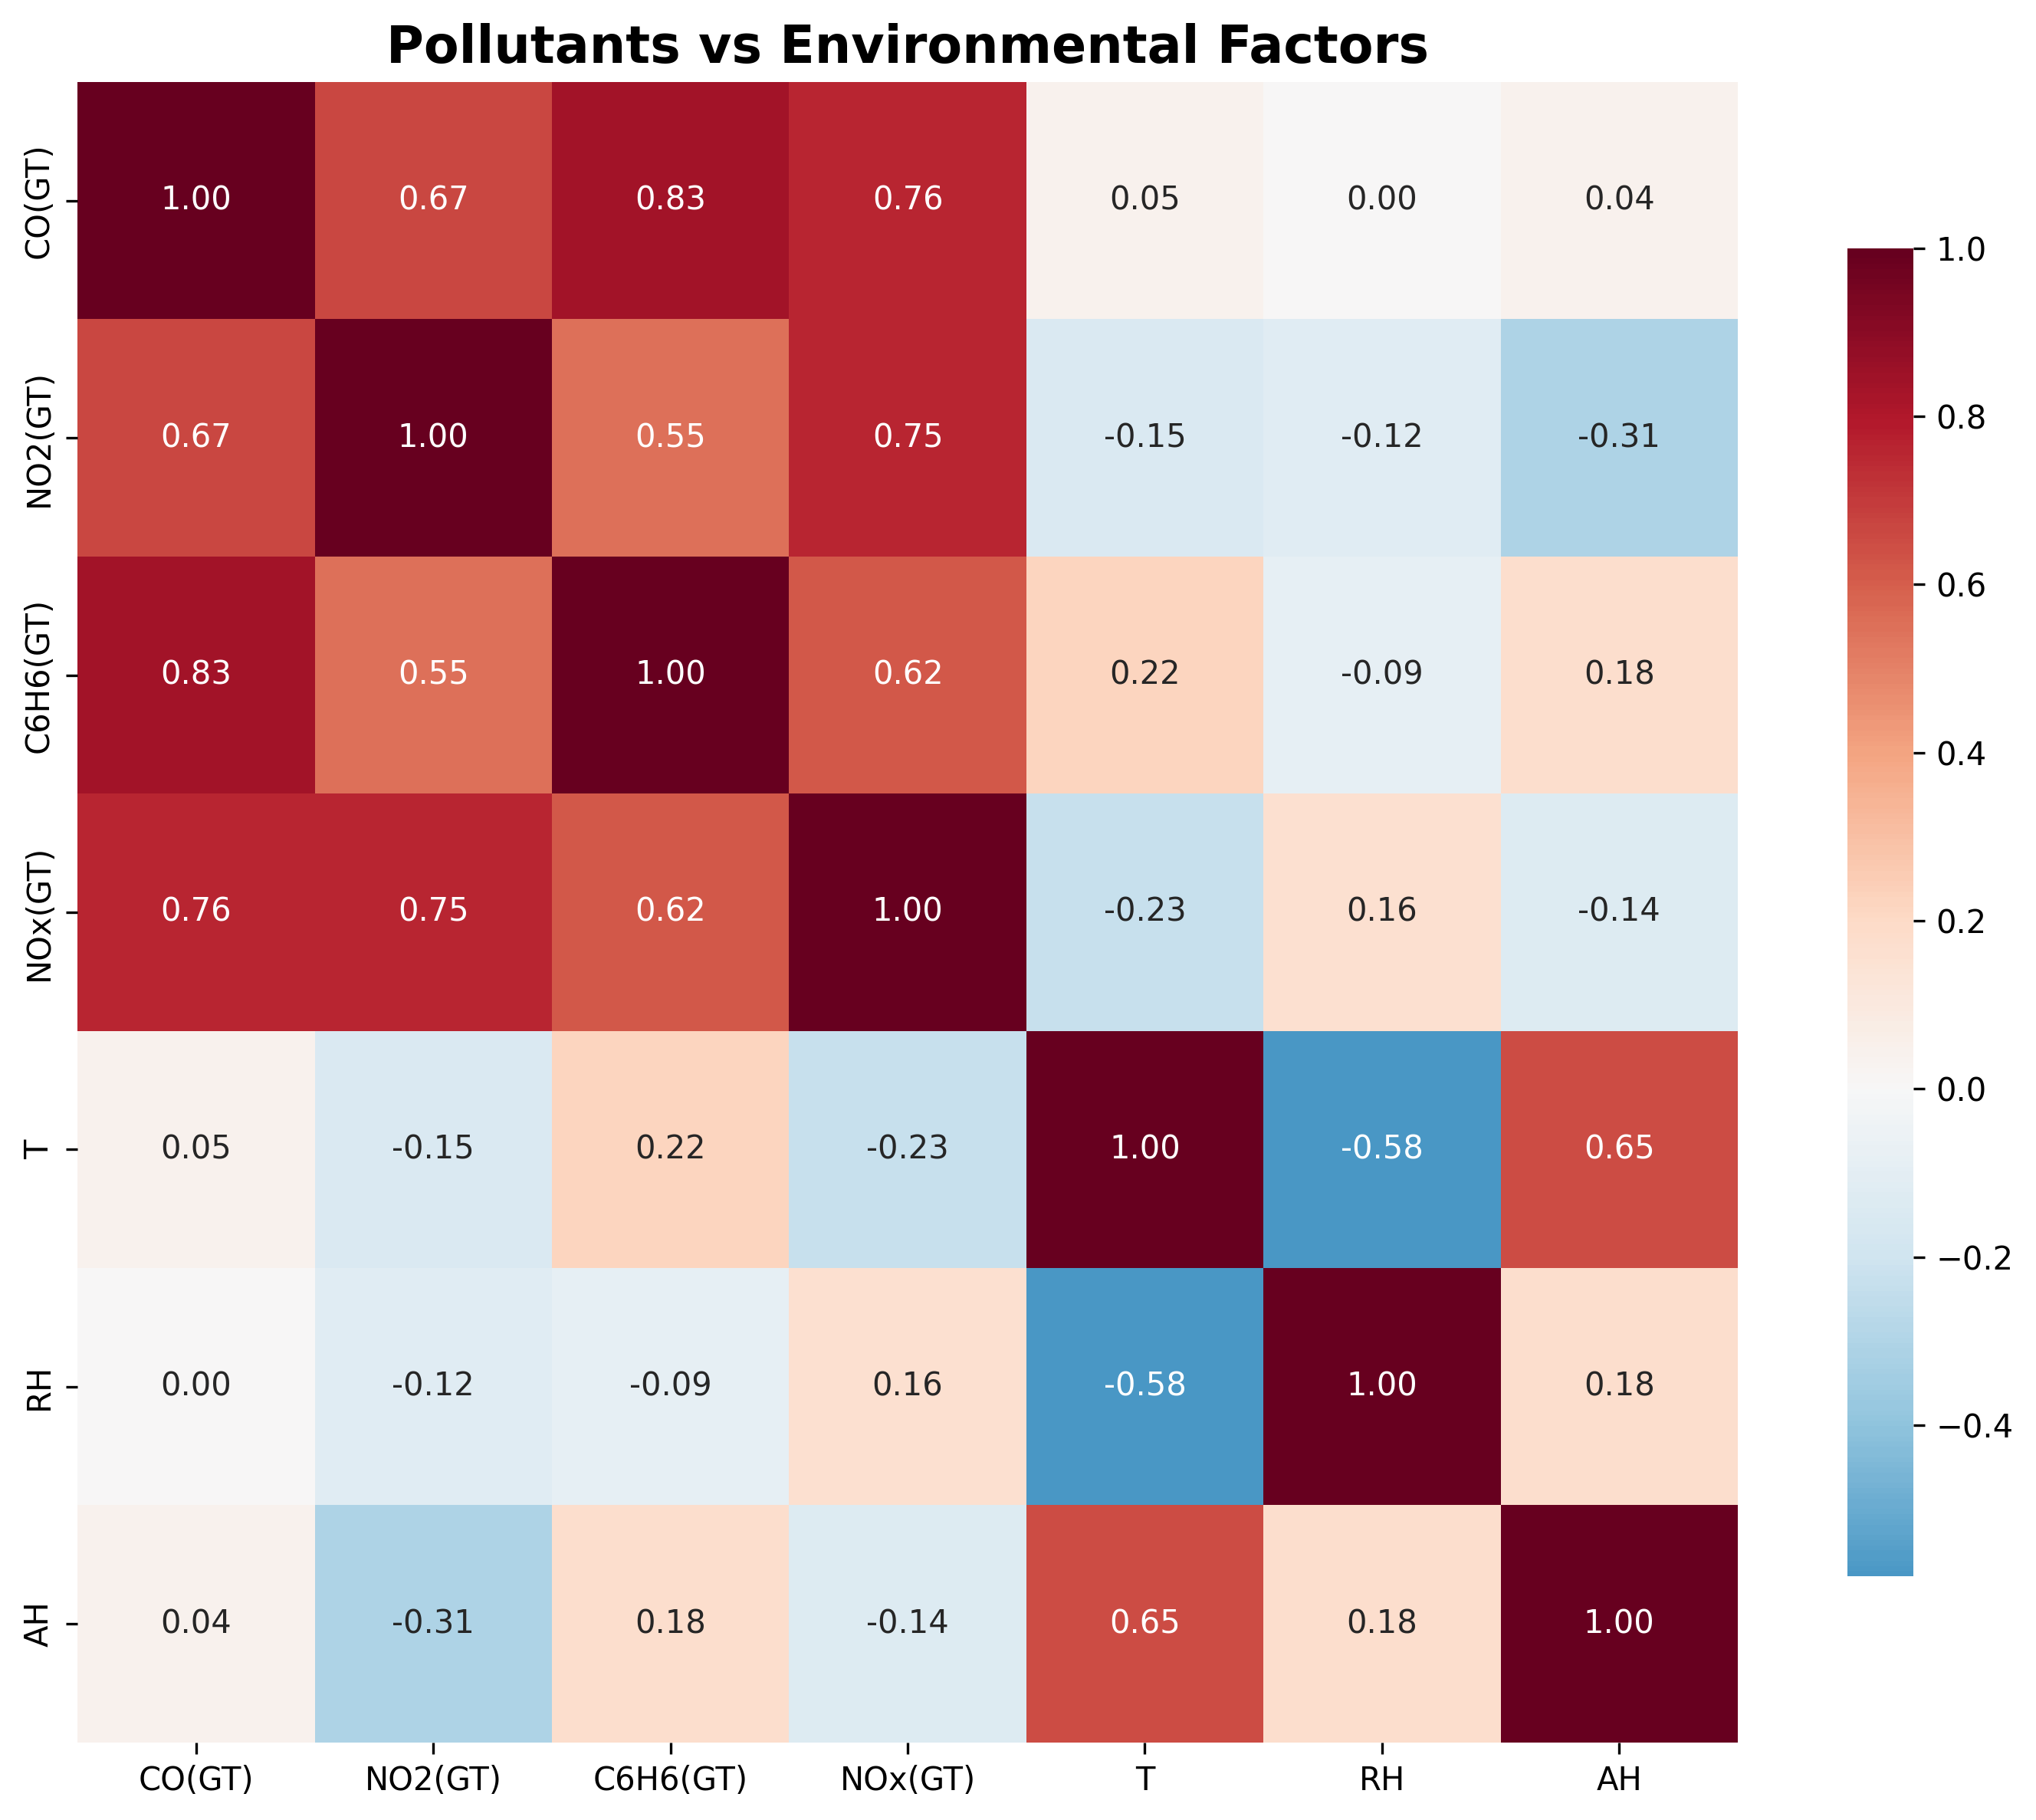 Pollutants vs Environmental Factors
CO(GT) 1.00 0.67 0.83 0.76 0.05 0.00 0.04
NO2(GT) 0.67 1.00 0.55 0.75 -0.15 -0.12 -0.31
C6H6(GT) 0.83 0.55 1.00 0.62 0.22 -0.09 0.18
NOx(GT) 0.76 0.75 0.62 1.00 -0.23 0.16 -0.14
T 0.05 -0.15 0.22 -0.23 1.00 -0.58 0.65
RH 0.00 -0.12 -0.09 0.16 -0.58 1.00 0.18
AH 0.04 -0.31 0.18 -0.14 0.65 0.18 1.00
CO(GT) NO2(GT) C6H6(GT) NOx(GT) T RH AH
1.0
0.8
0.6
0.4
0.2
0.0
−0.2
−0.4